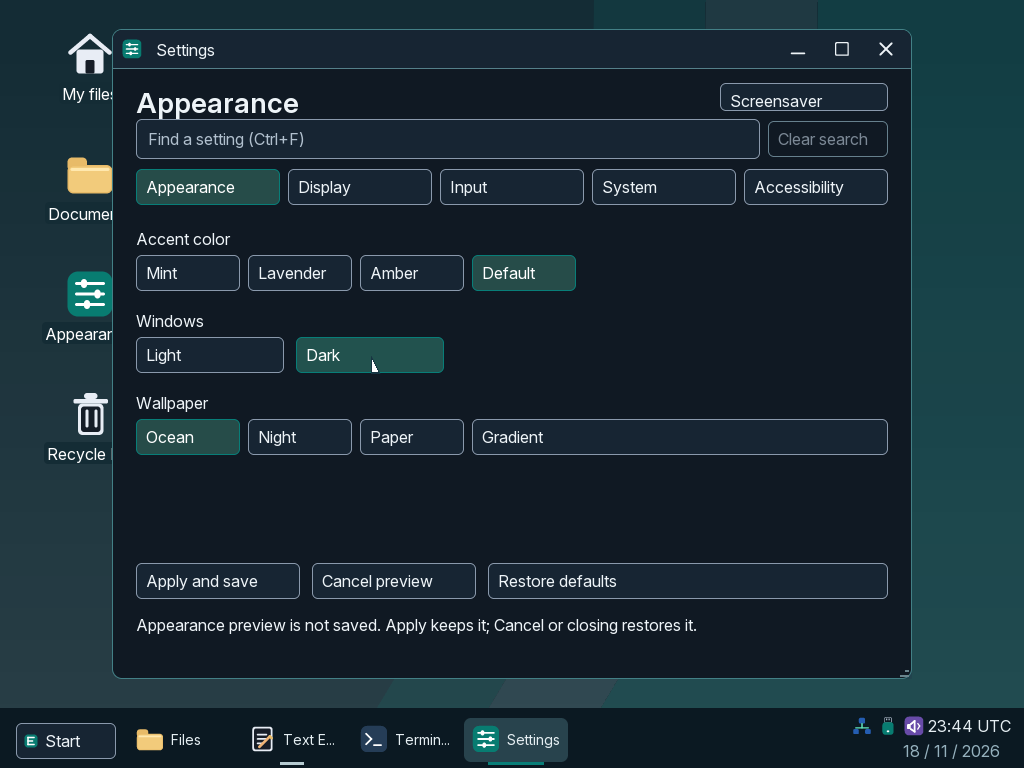 Settings
My files
Appearance
Screensaver
Find a setting (Ctrl+F)
Clear search
Appearance
Display
Input
System
Accessibility
Documen
Accent color
Mint
Lavender
Amber
Default
Windows
Appearan
Light
Dark
Wallpaper
Ocean
Night
Paper
Gradient
Recycle
Apply and save
Cancel preview
Restore defaults
Appearance preview is not saved. Apply keeps it; Cancel or closing restores it.
E Start
Files
Text E...
Termin...
Settings
23:44 UTC
18 / 11 / 2026